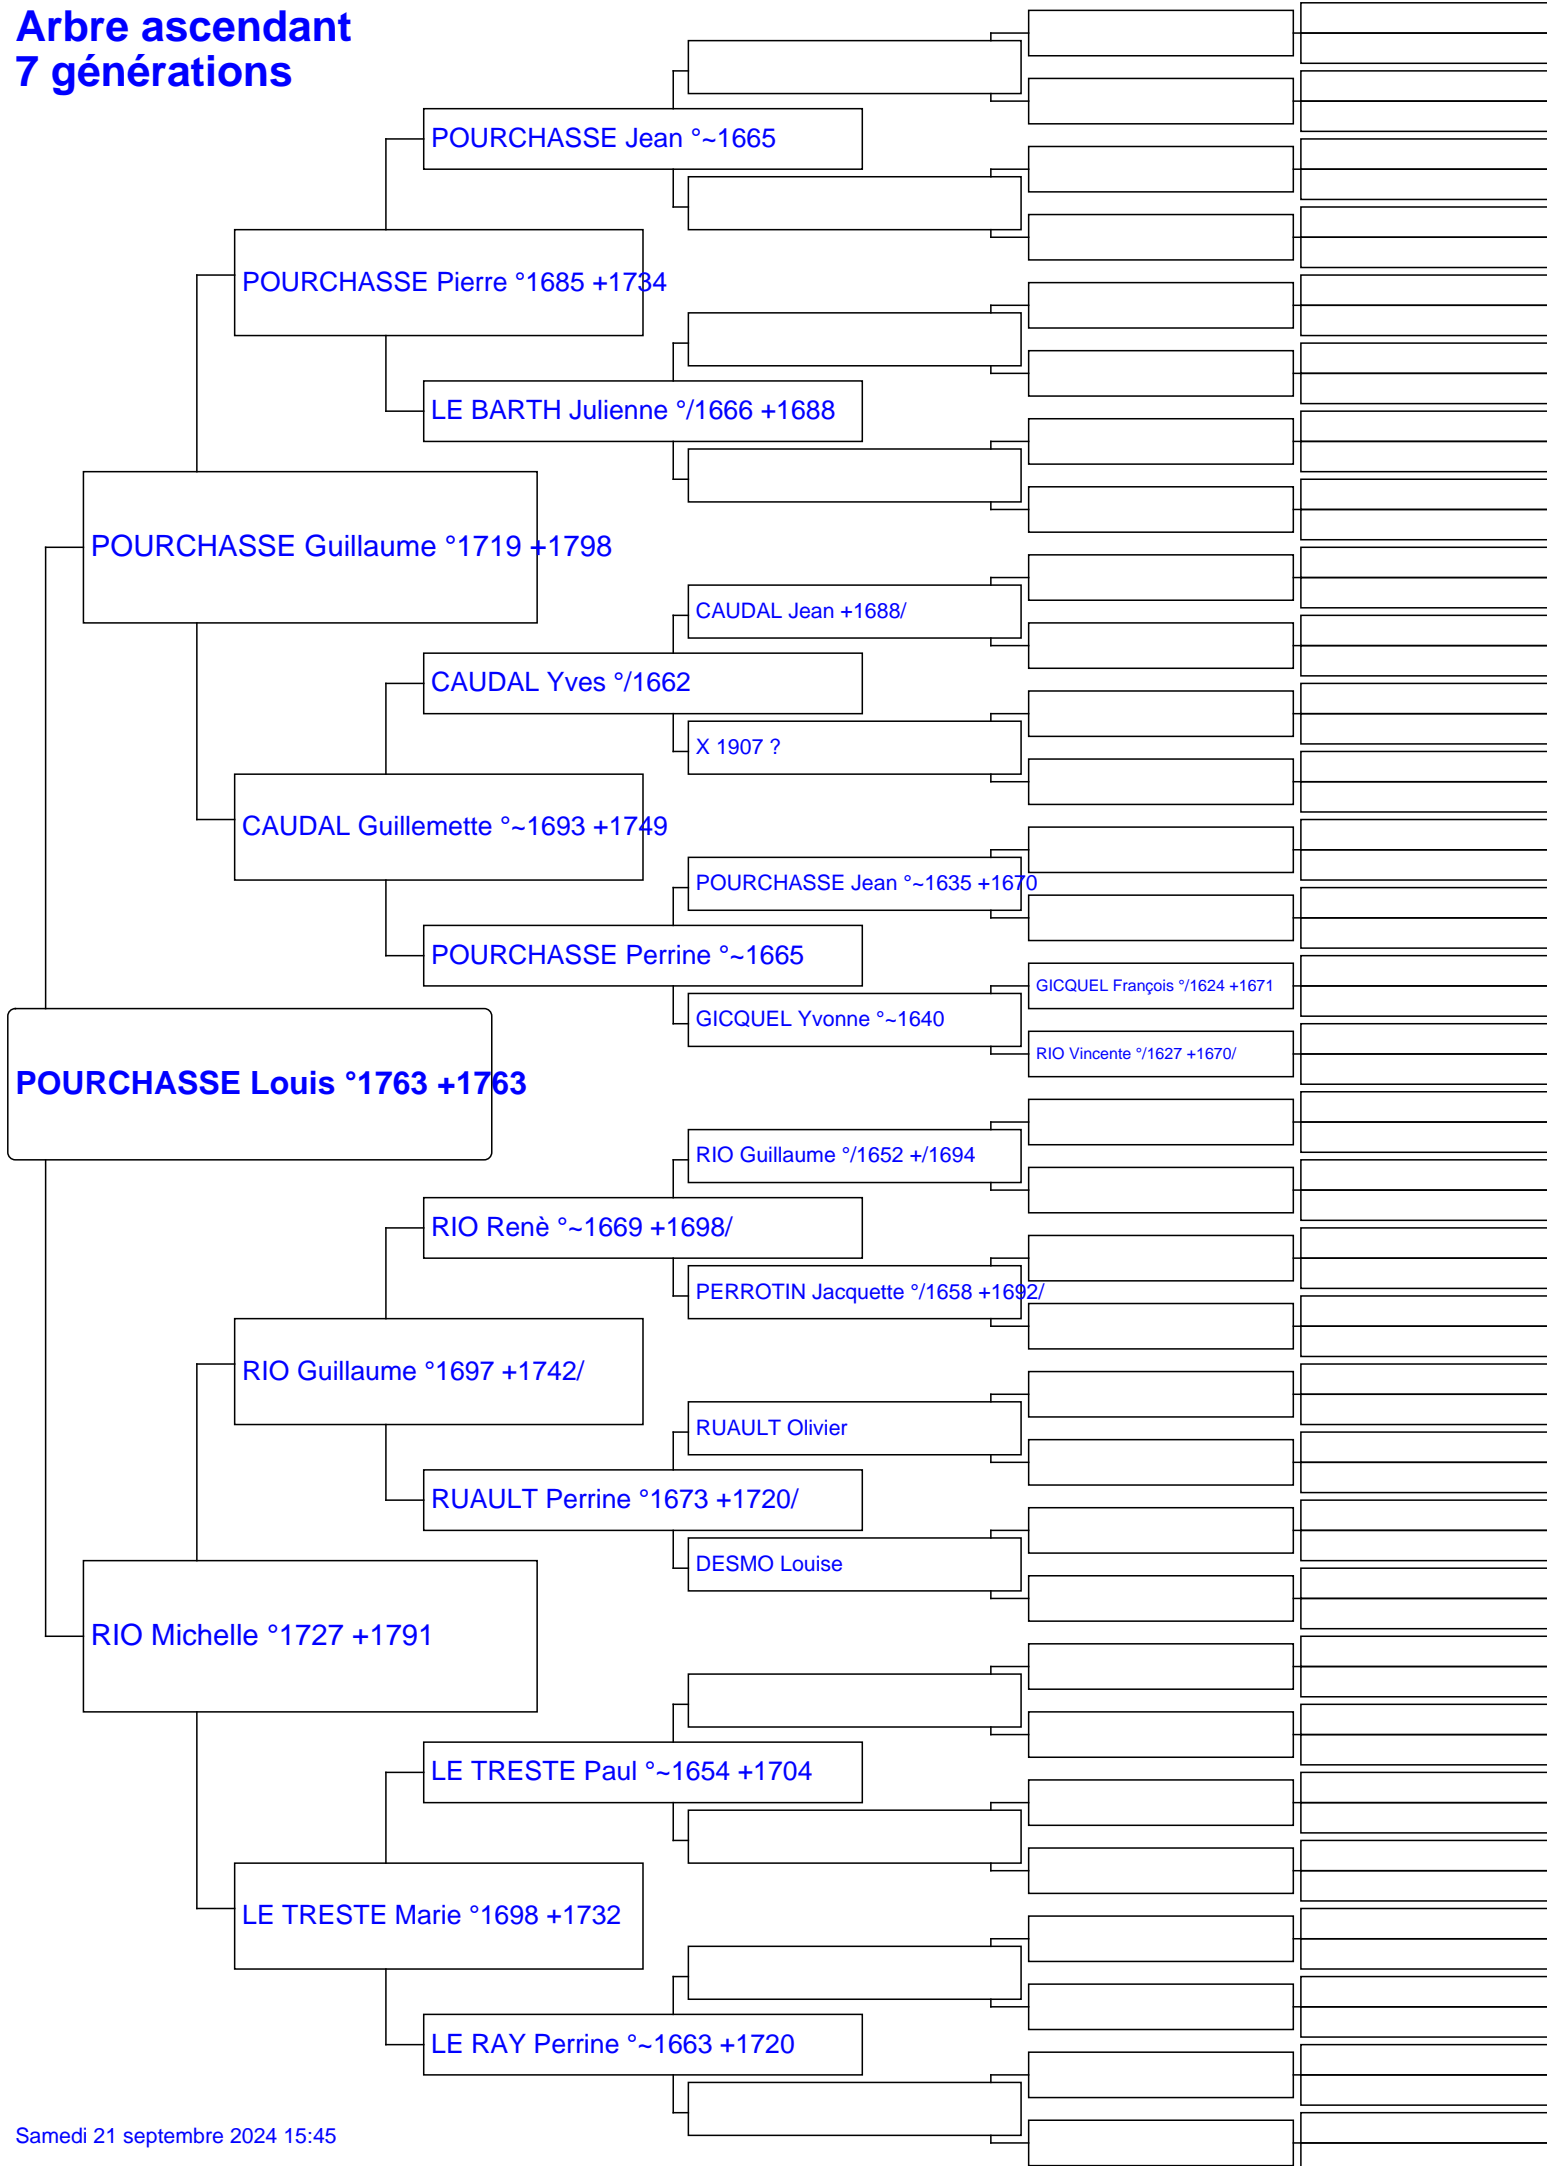 Arbre ascendant
7 générations
POURCHASSE Jean °~1665
POURCHASSE Pierre °1685 +1734
LE BARTH Julienne °/1666 +1688
POURCHASSE Guillaume °1719 +1798
CAUDAL Jean +1688/
CAUDAL Yves °/1662
X 1907 ?
CAUDAL Guillemette °~1693 +1749
POURCHASSE Jean °~1635 +1670
POURCHASSE Perrine °~1665
GICQUEL François °/1624 +1671
GICQUEL Yvonne °~1640
RIO Vincente °/1627 +1670/
POURCHASSE Louis °1763 +1763
RIO Guillaume °/1652 +/1694
RIO Renè °~1669 +1698/
PERROTIN Jacquette °/1658 +1692/
RIO Guillaume °1697 +1742/
RUAULT Olivier
RUAULT Perrine °1673 +1720/
DESMO Louise
RIO Michelle °1727 +1791
LE TRESTE Paul °~1654 +1704
LE TRESTE Marie °1698 +1732
LE RAY Perrine °~1663 +1720
Samedi 21 septembre 2024 15:45